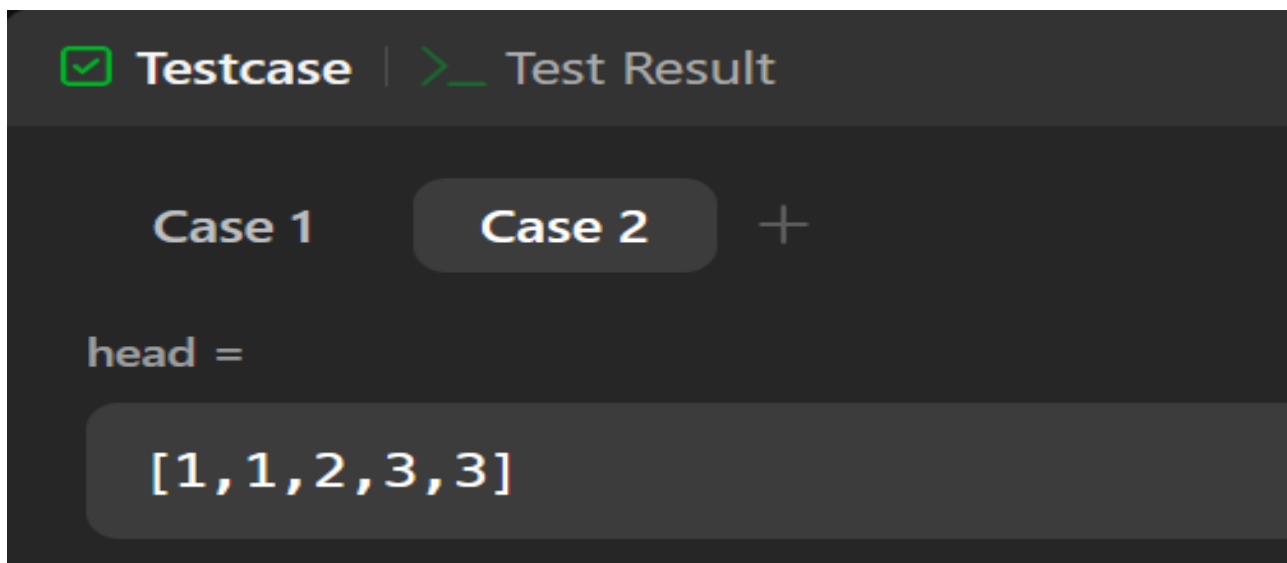 Testcase >_ Test Result
Case 1 Case 2 +
head =
[1,1,2,3,3]